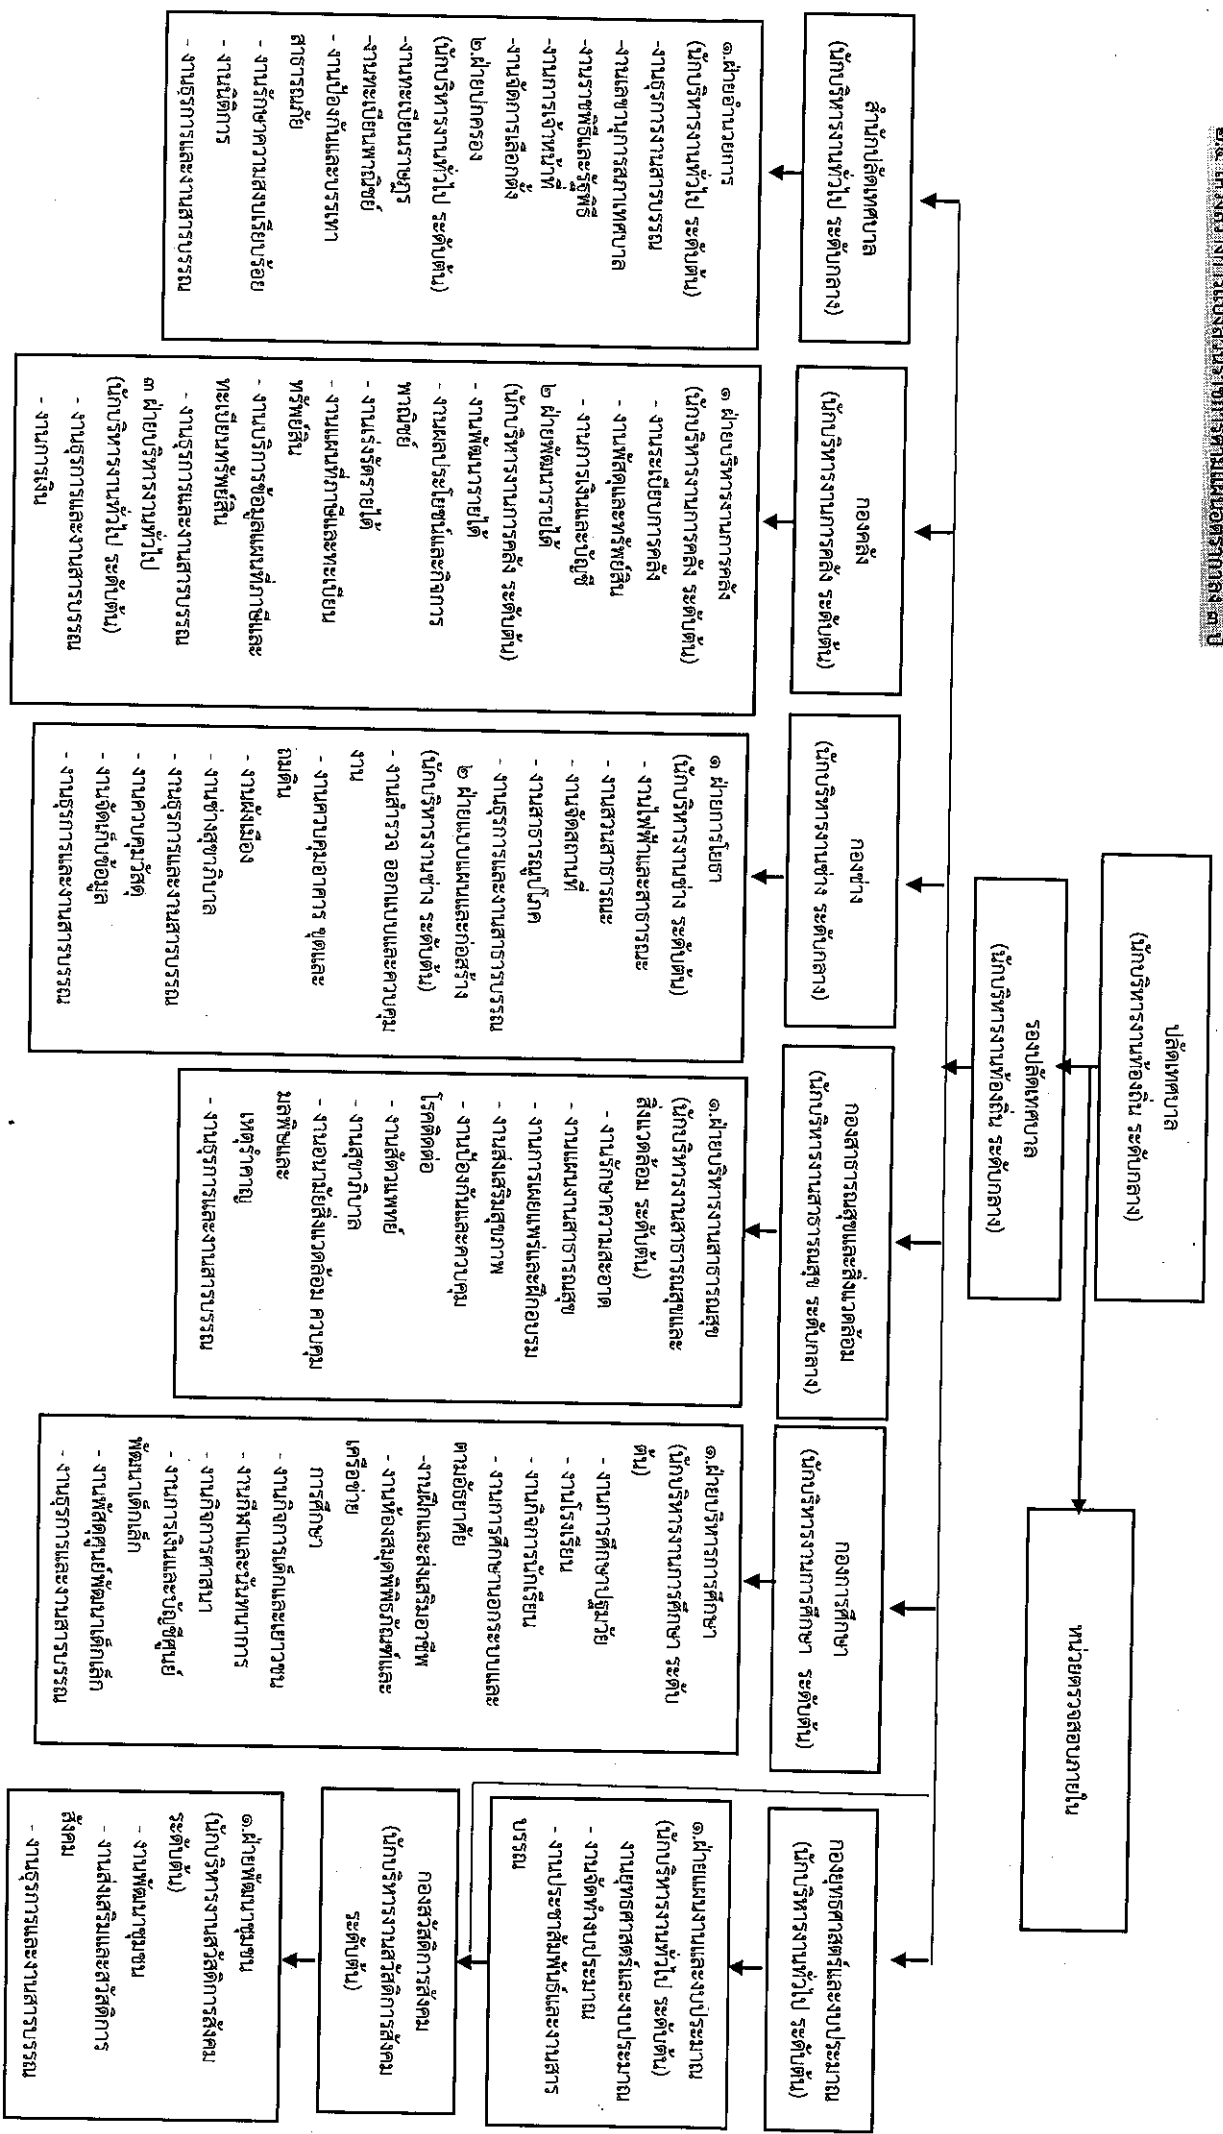 โครงสร้างการแบ่งส่วนราชการตามแผนอัตรากำลัง ๓ ปี
ปลัดเทศบาล
(นักบริหารงานท้องถิ่น ระดับกลาง)
รองปลัดเทศบาล
(นักบริหารงานท้องถิ่น ระดับกลาง)
หน่วยตรวจสอบภายใน
สำนักปลัดเทศบาล
(นักบริหารงานทั่วไป ระดับกลาง)
๑.ฝ่ายอำนวยการ
(นักบริหารงานทั่วไป ระดับต้น)
-งานธุรการงานสารบรรณ
-งานเลขานุการสภาเทศบาล
-งานราชพิธีและรัฐพิธี
-งานการเจ้าหน้าที่
-งานจัดการเลือกตั้ง
๒.ฝ่ายปกครอง
(นักบริหารงานทั่วไป ระดับต้น)
-งานทะเบียนราษฎร
-งานทะเบียนพาณิชย์
- งานป้องกันและบรรเทา
สาธารณภัย
- งานรักษาความสงบเรียบร้อย
- งานนิติการ
- งานธุรการและงานสารบรรณ
กองคลัง
(นักบริหารงานการคลัง ระดับต้น)
๑ ฝ่ายบริหารงานการคลัง
(นักบริหารงานการคลัง ระดับต้น)
- งานระเบียบการคลัง
- งานพัสดุและทรัพย์สิน
- งานการเงินและบัญชี
๒ ฝ่ายพัฒนารายได้
(นักบริหารงานการคลัง ระดับต้น)
- งานพัฒนารายได้
- งานผลประโยชน์และกิจการ
พาณิชย์
- งานเร่งรัดรายได้
- งานแผนที่ภาษีและทะเบียน
ทรัพย์สิน
- งานบริการข้อมูลแผนที่ภาษีและ
ทะเบียนทรัพย์สิน
- งานธุรการและงานสารบรรณ
๓ ฝ่ายบริหารงานทั่วไป
(นักบริหารงานทั่วไป ระดับต้น)
- งานธุรการและงานสารบรรณ
- งานการเงิน
กองช่าง
(นักบริหารงานช่าง ระดับกลาง)
๑ ฝ่ายการโยธา
(นักบริหารงานช่าง ระดับต้น)
- งานไฟฟ้าและสาธารณะ
- งานสวนสาธารณะ
- งานจัดสถานที่
- งานสาธารณูปโภค
- งานธุรการและงานสาธารบรรณ
๒ ฝ่ายแบบแผนและก่อสร้าง
(นักบริหารงานช่าง ระดับต้น)
- งานสำรวจ ออกแบบและควบคุม
งาน
- งานควบคุมอาคาร ขุดและ
ถมดิน
- งานผังเมือง
- งานช่างสุขาภิบาล
- งานธุรการและงานสารบรรณ
- งานควบคุมวัสดุ
- งานจัดเก็บข้อมูล
- งานธุรการและงานสารบรรณ
กองสาธารณสุขและสิ่งแวดล้อม
(นักบริหารงานสาธารณสุข ระดับกลาง)
๑.ฝ่ายบริหารงานสาธารณสุข
(นักบริหารงานสาธารณสุขและ
สิ่งแวดล้อม ระดับต้น)
- งานรักษาความสะอาด
- งานแผนงานสาธารณสุข
- งานการเผยแพร่และฝึกอบรม
- งานส่งเสริมสุขภาพ
- งานป้องกันและควบคุม
โรคติดต่อ
- งานสัตวแพทย์
- งานสุขาภิบาล
- งานอนามัยสิ่งแวดล้อม ควบคุม
มลพิษและ
เหตุรำคาญ
- งานธุรการและงานสารบรรณ
กองการศึกษา
(นักบริหารงานการศึกษา ระดับต้น)
๑.ฝ่ายบริหารการศึกษา
(นักบริหารงานการศึกษา ระดับ
ต้น)
- งานการศึกษาปฐมวัย
- งานโรงเรียน
- งานกิจการนักเรียน
- งานการศึกษานอกระบบและ
ตามอัธยาศัย
-งานฝึกและส่งเสริมอาชีพ
- งานห้องสมุดพิพิธภัณฑ์และ
เครือข่าย
การศึกษา
- งานกิจการเด็กและเยาวชน
- งานกีฬาและนันทนาการ
- งานกิจการศาสนา
- งานการเงินและบัญชีศูนย์
พัฒนาเด็กเล็ก
- งานพัสดุศูนย์พัฒนาเด็กเล็ก
- งานธุรการและงานสารบรรณ
กองยุทธศาสตร์และงบประมาณ
(นักบริหารงานทั่วไป ระดับต้น)
๑.ฝ่ายแผนงานและงบประมาณ
(นักบริหารงานทั่วไป ระดับต้น)
งานยุทธศาสตร์และงบประมาณ
- งานจัดทำงบประมาณ
- งานประชาสัมพันธ์และงานสาร
บรรณ
กองสวัสดิการสังคม
(นักบริหารงานสวัสดิการสังคม
ระดับต้น)
๑.ฝ่ายพัฒนาชุมชน
(นักบริหารงานสวัสดิการสังคม
ระดับต้น)
- งานพัฒนาชุมชน
- งานส่งเสริมและสวัสดิการ
สังคม
- งานธุรการและงานสารบรรณ